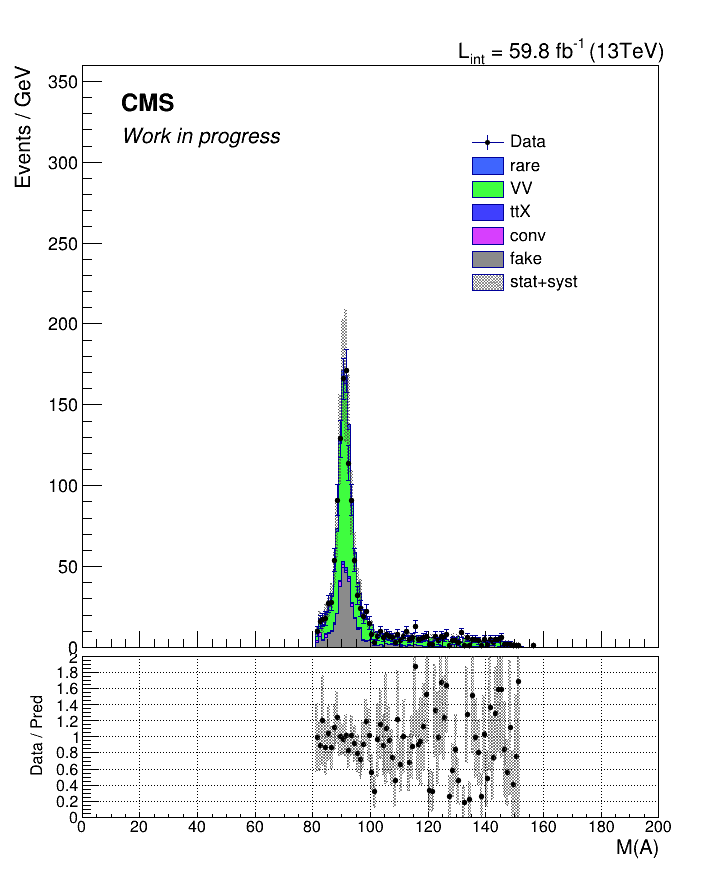 L_int = 59.8 fb^-1 (13TeV)
Events / GeV
350
300
250
200
150
100
50
0
CMS
Work in progress
Data
rare
VV
ttX
conv
fake
stat+syst
Data / Pred
2
1.8
1.6
1.4
1.2
1
0.8
0.6
0.4
0.2
0
0 20 40 60 80 100 120 140 160 180 200
M(A)